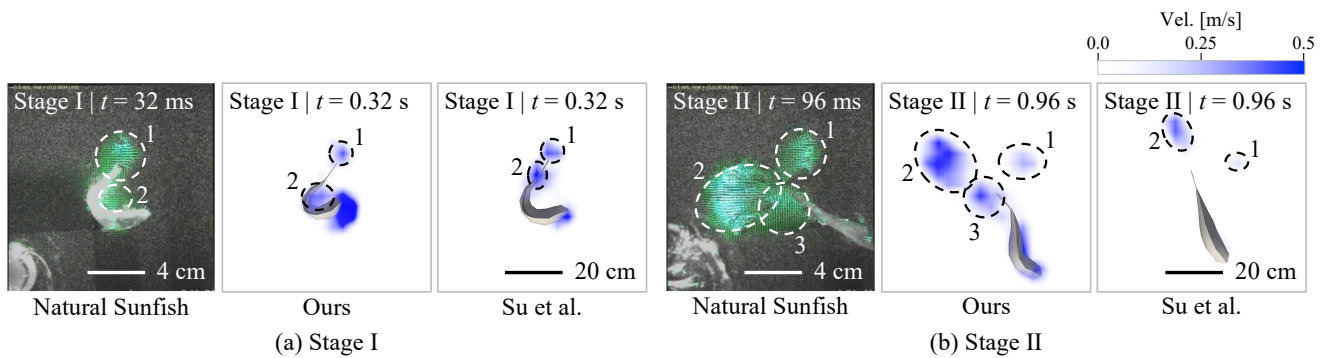 Vel. [m/s]
0.0 0.25 0.5
Stage I | t = 32 ms
1
2
4 cm
Natural Sunfish
Stage I | t = 0.32 s
1
2
Ours
Stage I | t = 0.32 s
1
2
20 cm
Su et al.
(a) Stage I
Stage II | t = 96 ms
1
2
3
4 cm
Natural Sunfish
Stage II | t = 0.96 s
1
2
3
Ours
Stage II | t = 0.96 s
1
2
20 cm
Su et al.
(b) Stage II